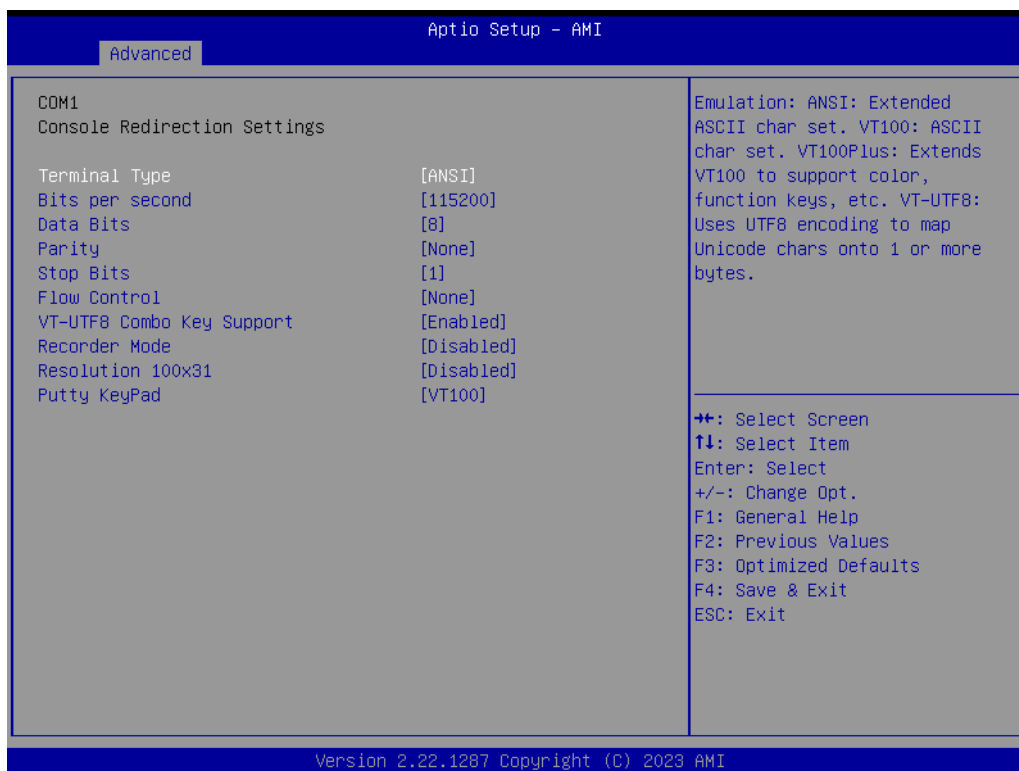 Aptio Setup – AMI
Advanced
COM1
Console Redirection Settings
Terminal Type [ANSI]
Bits per second [115200]
Data Bits [8]
Parity [None]
Stop Bits [1]
Flow Control [None]
VT-UTF8 Combo Key Support [Enabled]
Recorder Mode [Disabled]
Resolution 100x31 [Disabled]
Putty KeyPad [VT100]
Emulation: ANSI: Extended
ASCII char set. VT100: ASCII
char set. VT100Plus: Extends
VT100 to support color,
function keys, etc. VT-UTF8:
Uses UTF8 encoding to map
Unicode chars onto 1 or more
bytes.
→←: Select Screen
↑↓: Select Item
Enter: Select
+/-: Change Opt.
F1: General Help
F2: Previous Values
F3: Optimized Defaults
F4: Save & Exit
ESC: Exit
Version 2.22.1287 Copyright (C) 2023 AMI